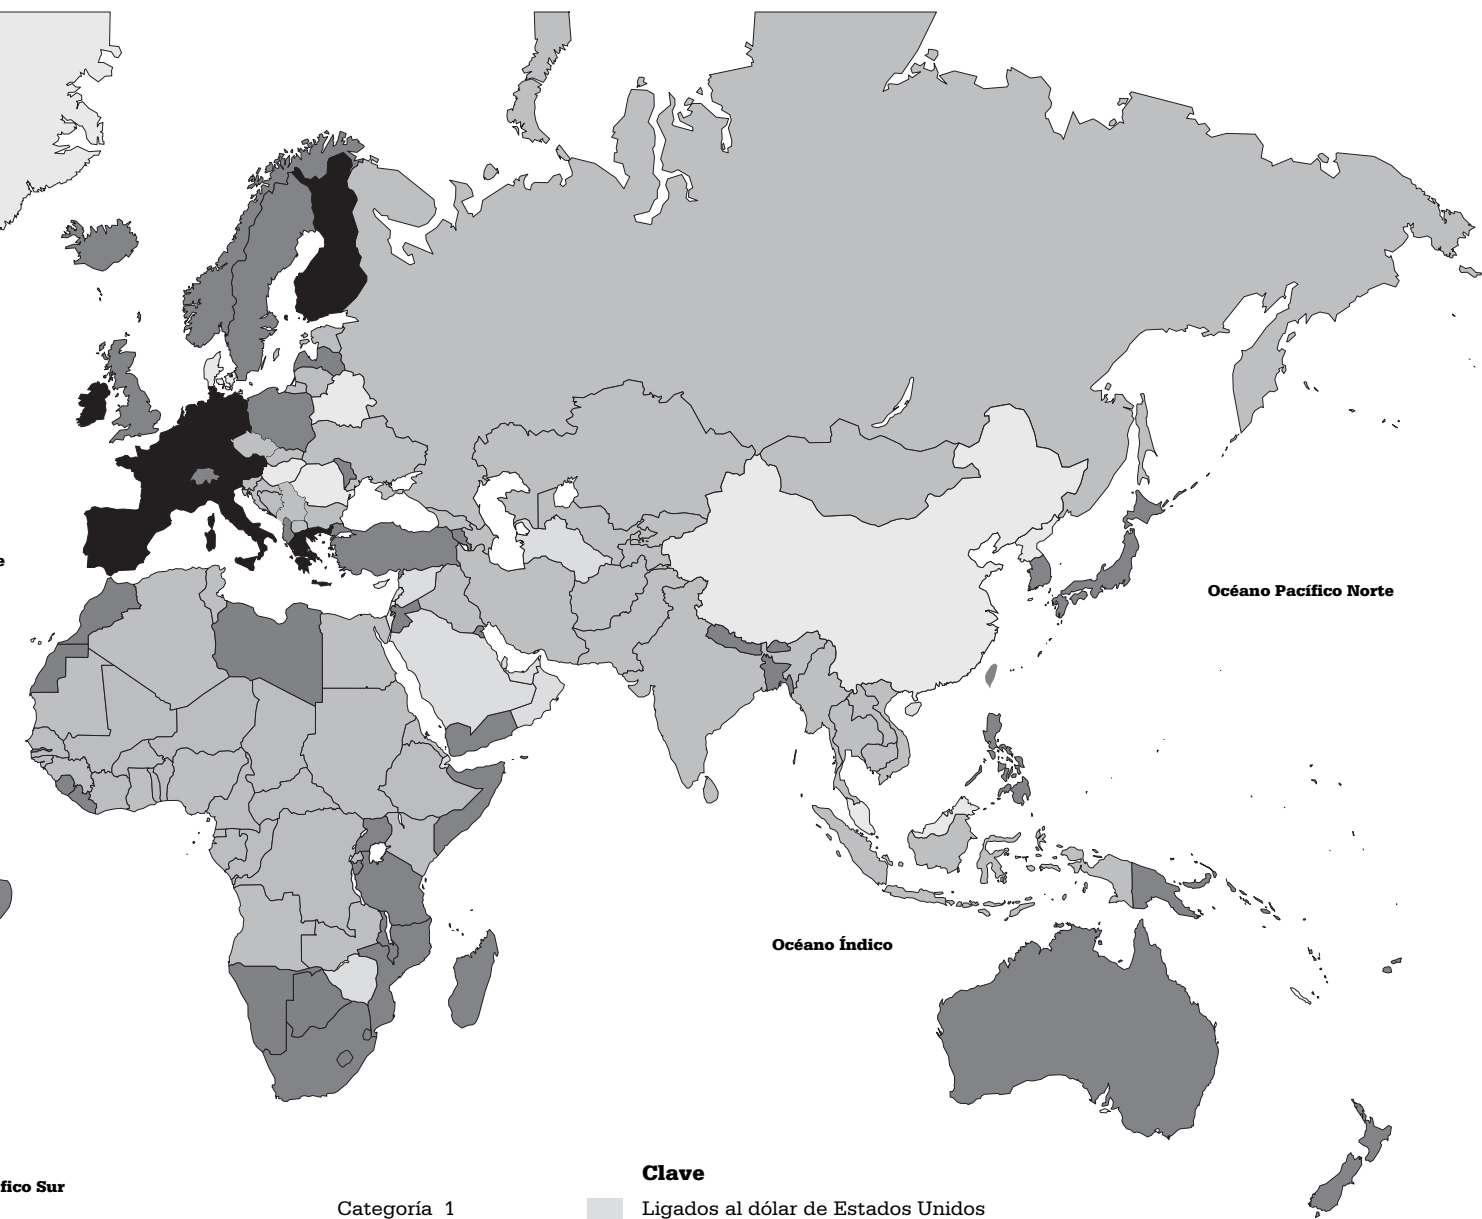 e
Océano Pacífico Norte
Océano Índico
Clave
fico Sur
Categoría 1
Ligados al dólar de Estados Unidos